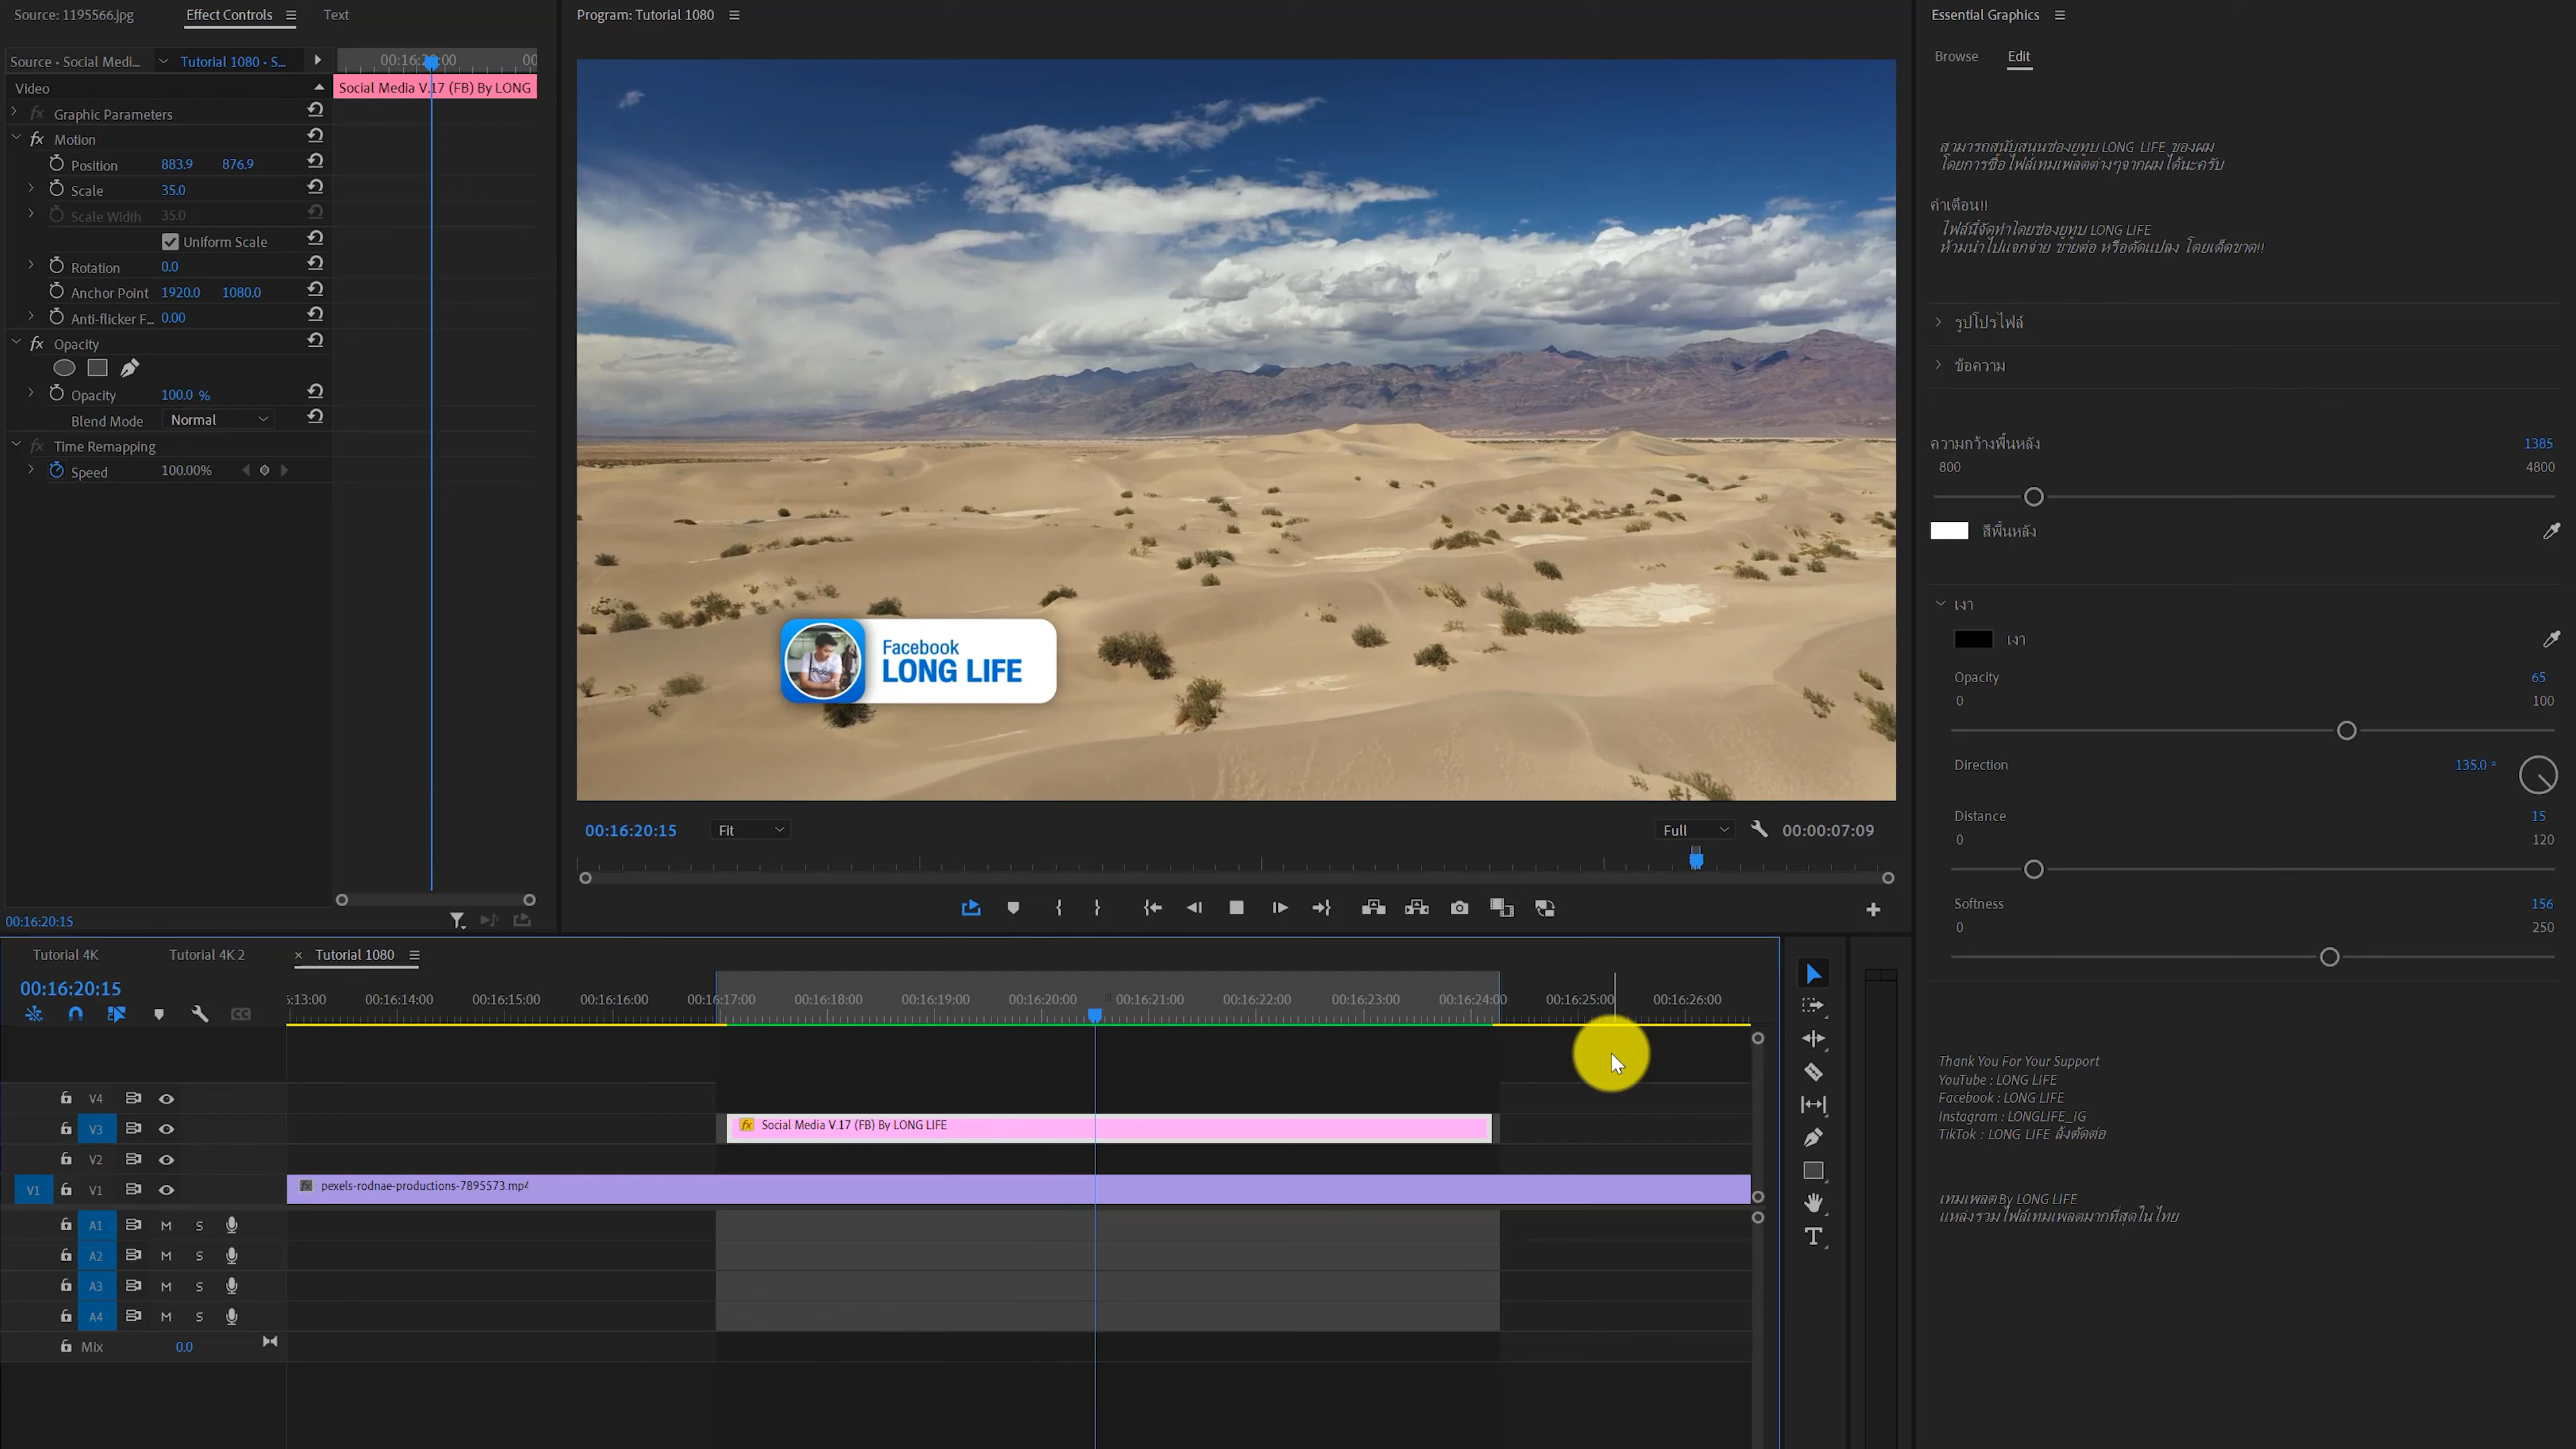 Source: 1195566.jpg
Effect Controls
Text
Source • Social Medi...
Tutorial 1080 • S...
00:16:20:00
00
Video
Social Media V.17 (FB) By LONG
fx Graphic Parameters
fx Motion
Position 883.9 876.9
Scale 35.0
Scale Width 35.0
Uniform Scale
Rotation 0.0
Anchor Point 1920.0 1080.0
Anti-flicker F... 0.00
fx Opacity
Opacity 100.0 %
Blend Mode Normal
fx Time Remapping
Speed 100.00%
00:16:20:15
Program: Tutorial 1080
Facebook
LONG LIFE
00:16:20:15
Fit
Full
00:00:07:09
Essential Graphics
Browse
Edit
สามารถสนับสนุนช่องยูทูบ LONG LIFE ของผม
โดยการซื้อไฟล์เทมเพลตต่างๆจากผมได้นะครับ
คำเตือน!!
ไฟล์นี้จัดทำโดยช่องยูทูบ LONG LIFE
ห้ามนำไปแจกจ่าย ขายต่อ หรือดัดแปลง โดยเด็ดขาด!!
รูปโปรไฟล์
ข้อความ
ความกว้างพื้นหลัง
1385
800
4800
สีพื้นหลัง
เงา
เงา
Opacity
65
0
100
Direction
135.0 °
Distance
15
0
120
Softness
156
0
250
Thank You For Your Support
YouTube : LONG LIFE
Facebook : LONG LIFE
Instagram : LONGLIFE_IG
TikTok : LONG LIFE ลุ้งตัดต่อ
เทมเพลต By LONG LIFE
แหล่งรวมไฟล์เทมเพลตมากที่สุดในไทย
Tutorial 4K
Tutorial 4K 2
× Tutorial 1080
00:16:20:15
:13:00
00:16:14:00
00:16:15:00
00:16:16:00
00:16:17:00
00:16:18:00
00:16:19:00
00:16:20:00
00:16:21:00
00:16:22:00
00:16:23:00
00:16:24:00
00:16:25:00
00:16:26:00
CC
V4
V3
fx Social Media V.17 (FB) By LONG LIFE
V2
V1 V1
fx pexels-rodnae-productions-7895573.mp4
A1 M S
A2 M S
A3 M S
A4 M S
Mix 0.0
T